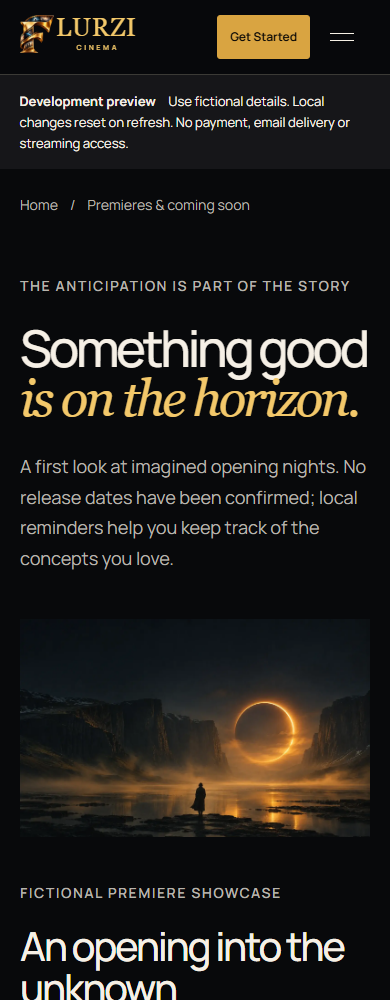 FLURZI
CINEMA
Get Started
Development preview Use fictional details. Local
changes reset on refresh. No payment, email delivery or
streaming access.
Home / Premieres & coming soon
THE ANTICIPATION IS PART OF THE STORY
Something good
is on the horizon.
A first look at imagined opening nights. No
release dates have been confirmed; local
reminders help you keep track of the
concepts you love.
FICTIONAL PREMIERE SHOWCASE
An opening into the
unknown